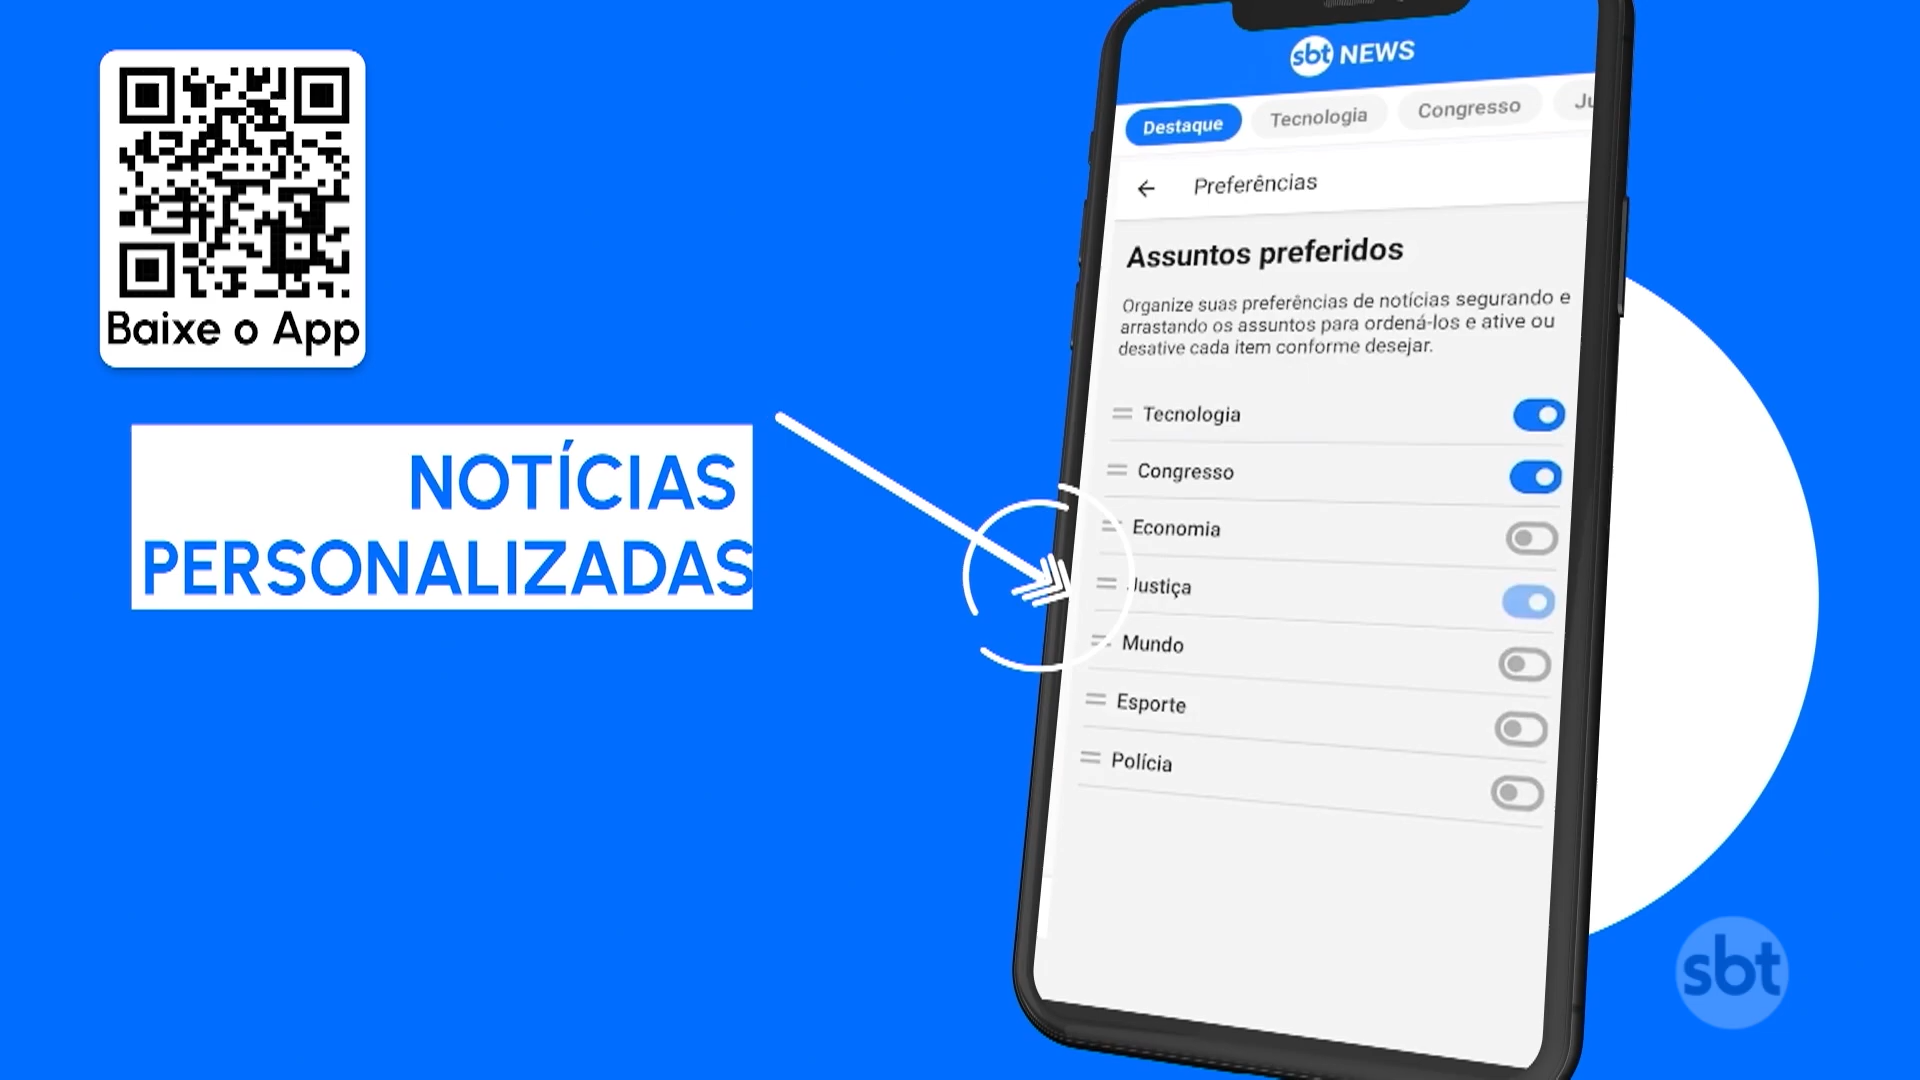 Baixe o App
NOTÍCIAS
PERSONALIZADAS
sbt NEWS
Destaque Tecnologia Congresso Ju
Preferências
Assuntos preferidos
Organize suas preferências de notícias segurando e
arrastando os assuntos para ordená-los e ative ou
desative cada item conforme desejar.
Tecnologia
Congresso
Economia
Justiça
Mundo
Esporte
Polícia
sbt